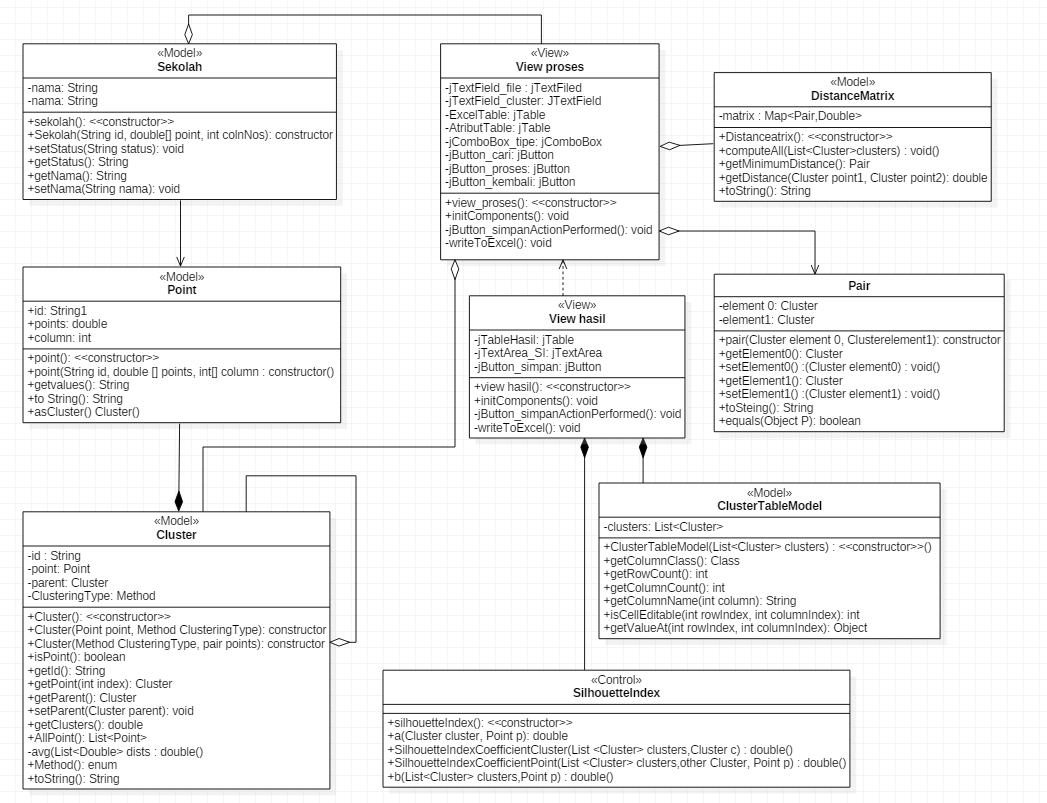 «Model»
Sekolah
-nama: String
-nama: String
+sekolah(): <<constructor>>
+Sekolah(String id, double[] point, int colnNos): constructor
+setStatus(String status): void
+getStatus(): String
+getNama(): String
+setNama(String nama): void
«View»
View proses
-jTextField_file : jTextFiled
-jTextField_cluster: JTextField
-ExcelTable: jTable
-AtributTable: jTable
-jComboBox_tipe: jComboBox
-jButton_cari: jButton
-jButton_proses: jButton
-jButton_kembali: jButton
+view_proses(): <<constructor>>
+initComponents(): void
-jButton_simpanActionPerformed(): void
-writeToExcel(): void
«Model»
DistanceMatrix
-matrix : Map<Pair,Double>
+Distanceatrix(): <<constructor>>
+computeAll(List<Cluster>clusters) : void()
+getMinimumDistance(): Pair
+getDistance(Cluster point1, Cluster point2): double
+toString(): String
«Model»
Point
+id: String1
+points: double
+column: int
+point(): <<constructor>>
+point(String id, double [] points, int[] column : constructor()
+getvalues(): String
+to String(): String
+asCluster() Cluster()
«View»
View hasil
-jTableHasil: jTable
-jTextArea_SI: jTextArea
-jButton_simpan: jButton
+view hasil(): <<constructor>>
+initComponents(): void
-jButton_simpanActionPerformed(): void
-writeToExcel(): void
Pair
-element 0: Cluster
-element1: Cluster
+pair(Cluster element 0, Clusterelement1): constructor
+getElement0(): Cluster
+setElement0() :(Cluster element0) : void()
+getElement1(): Cluster
+setElement1() :(Cluster element1) : void()
+toSteing(): String
+equals(Object P): boolean
«Model»
Cluster
-id : String
-point: Point
-parent: Cluster
-ClusteringType: Method
+Cluster(): <<constructor>>
+Cluster(Point point, Method ClusteringType): constructor
+Cluster(Method ClusteringType, pair points): constructor
+isPoint(): boolean
+getId(): String
+getPoint(int index): Cluster
+getParent(): Cluster
+setParent(Cluster parent): void
+getClusters(): double
+AllPoint(): List<Point>
-avg(List<Double> dists : double()
+Method(): enum
+toString(): String
«Model»
ClusterTableModel
-clusters: List<Cluster>
+ClusterTableModel(List<Cluster> clusters) : <<constructor>>()
+getColumnClass(): Class
+getRowCount(): int
+getColumnCount(): int
+getColumnName(int column): String
+isCellEditable(int rowIndex, int columnIndex): int
+getValueAt(int rowIndex, int columnIndex): Object
«Control»
SilhouetteIndex
+silhouetteIndex(): <<constructor>>
+a(Cluster cluster, Point p): double
+SilhouetteIndexCoefficientCluster(List <Cluster> clusters,Cluster c) : double()
+SilhouetteIndexCoefficientPoint(List <Cluster> clusters,other Cluster, Point p) : double()
+b(List<Cluster> clusters,Point p) : double()